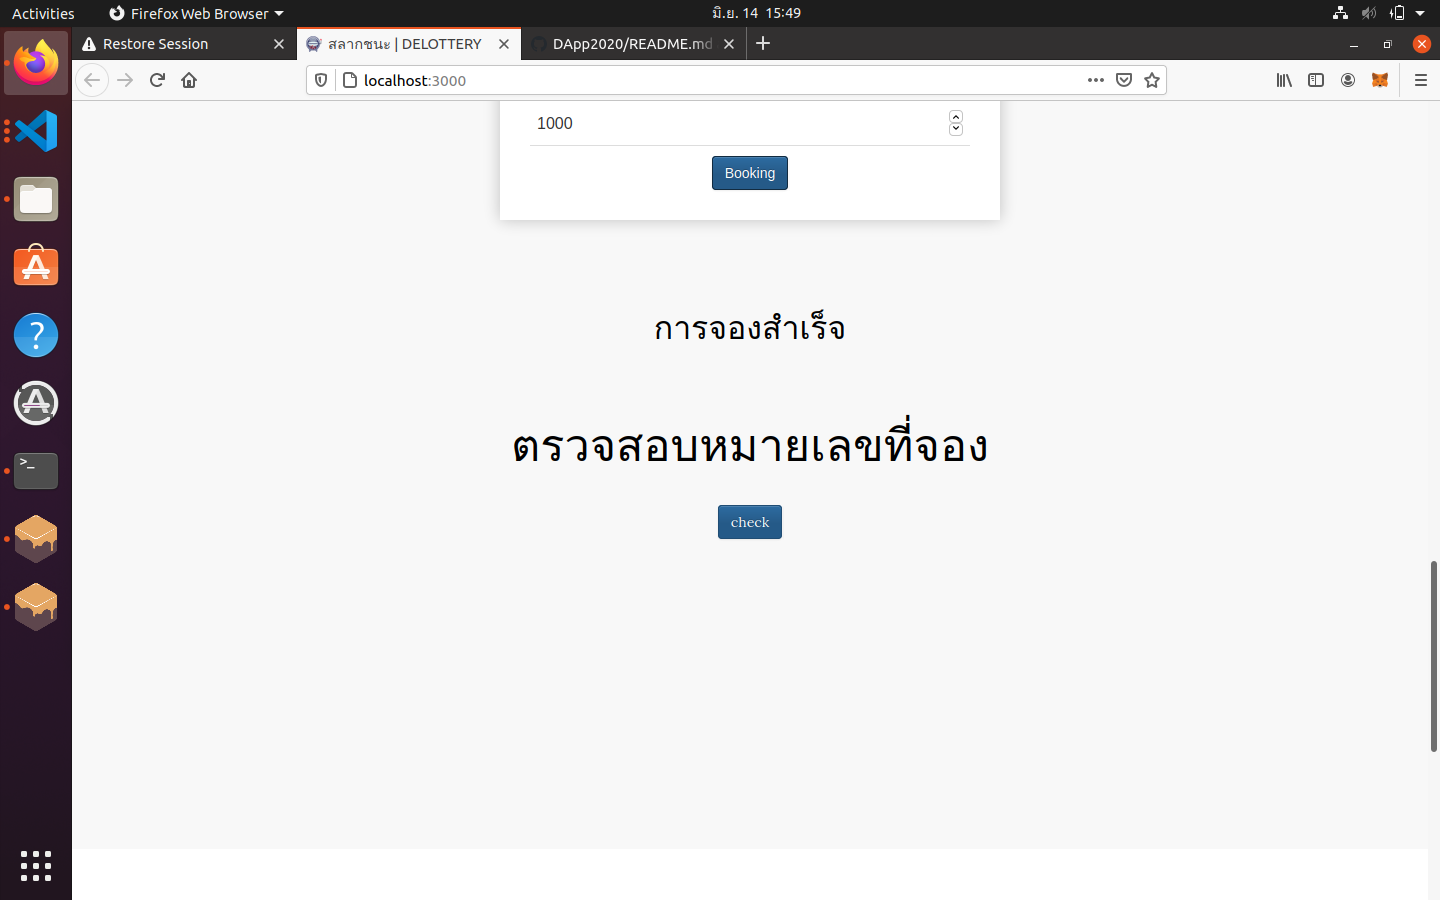 Activities
Firefox Web Browser
มิ.ย. 14 15:49
Restore Session
สลากชนะ | DELOTTERY
DApp2020/README.md
localhost:3000
1000
Booking
การจองสำเร็จ
ตรวจสอบหมายเลขที่จอง
check